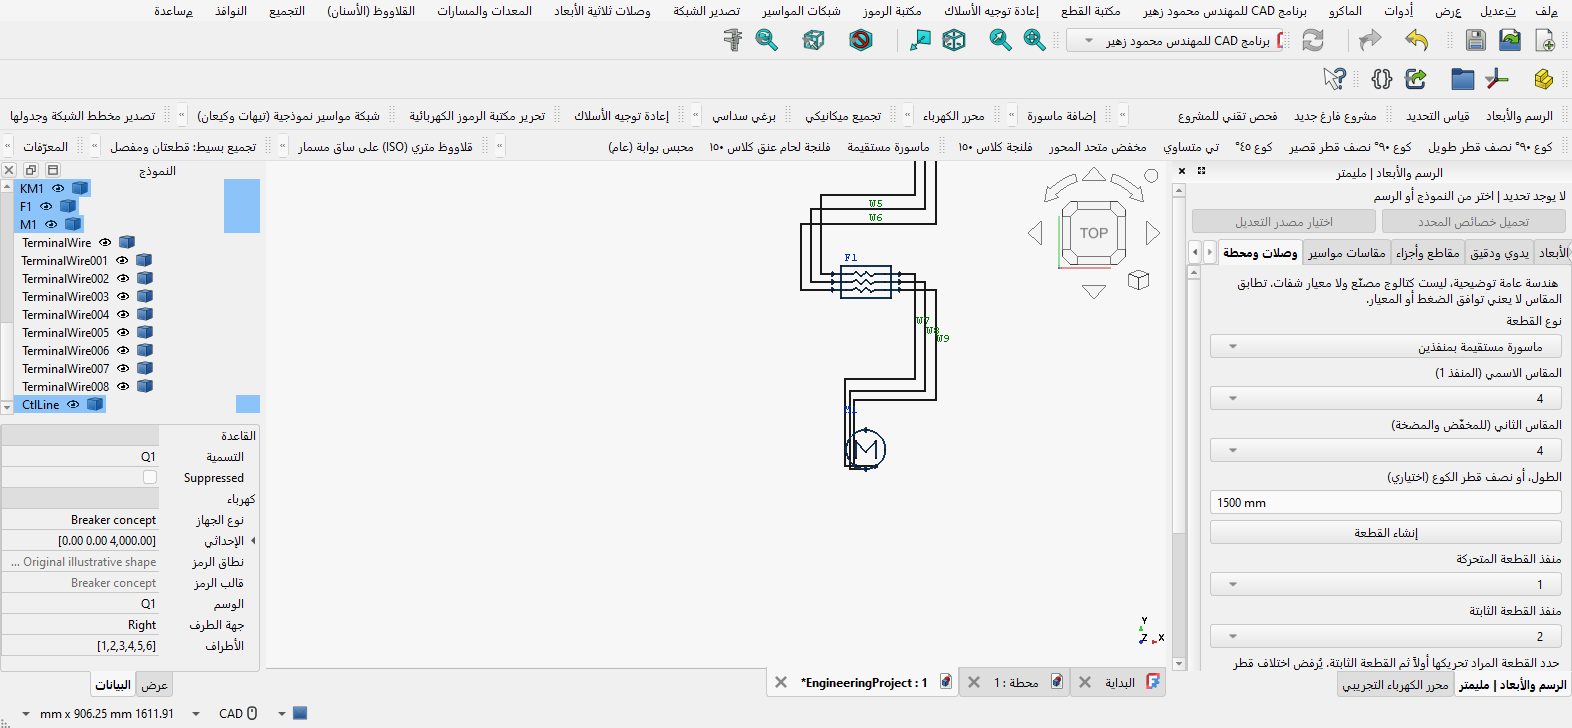 ملف تعديل عرض أدوات الماكرو برنامج CAD للمهندس محمود زهير مكتبة القطع إعادة توجيه الأسلاك مكتبة الرموز شبكات المواسير تصدير الشبكة وصلات ثلاثية الأبعاد المعدات والمسارات القلاووظ (الأسنان) التجميع النوافذ مساعدة
برنامج CAD للمهندس محمود زهير
الرسم والأبعاد قياس التحديد مشروع فارغ جديد فحص تقني للمشروع إضافة ماسورة محرر الكهرباء تجميع ميكانيكي برغي سداسي إعادة توجيه الأسلاك تحرير مكتبة الرموز الكهربائية شبكة مواسير نموذجية (تيهات وكيعان) تصدير مخطط الشبكة وجدولها
كوع ٩٠° نصف قطر طويل كوع ٩٠° نصف قطر قصير كوع ٤٥° تي متساوي مخفض متحد المحور فلنجة كلاس ١٥٠ ماسورة مستقيمة فلنجة لحام عنق كلاس ١٥٠ محبس بوابة (عام) قلاووظ متري (ISO) على ساق مسمار تجميع بسيط: قطعتان ومفصل المعرّفات
الرسم والأبعاد | مليمتر
لا يوجد تحديد | اختر من النموذج أو الرسم
تحميل خصائص المحدد اختيار مصدر التعديل
الأبعاد يدوي ودقيق مقاطع وأجزاء مقاسات مواسير وصلات ومحطة
هندسة عامة توضيحية، ليست كتالوج مصنّع ولا معيار شفات. تطابق
المقاس لا يعني توافق الضغط أو المعيار.
نوع القطعة
ماسورة مستقيمة بمنفذين
المقاس الاسمي (المنفذ 1)
4
المقاس الثاني (للمخفّض والمضخة)
4
الطول، أو نصف قطر الكوع (اختياري)
1500 mm
إنشاء القطعة
منفذ القطعة المتحركة
1
منفذ القطعة الثابتة
2
حدد القطعة المراد تحريكها أولاً ثم القطعة الثابتة. يُرفض اختلاف قطر
الرسم والأبعاد | مليمتر محرر الكهرباء التجريبي
TOP
W5
W6
F1
W7
W8
W9
M
Y
Z X
البداية
محطة : 1
EngineeringProject : 1*
النموذج
KM1
F1
M1
TerminalWire
TerminalWire001
TerminalWire002
TerminalWire003
TerminalWire004
TerminalWire005
TerminalWire006
TerminalWire007
TerminalWire008
CtlLine
القاعدة
التسمية Q1
Suppressed
كهرباء
نوع الجهاز Breaker concept
الإحداثي [0.00 0.00 4,000.00]
نطاق الرمز Original illustrative shape ...
قالب الرمز Breaker concept
الوسم Q1
جهة الطرف Right
الأطراف [1,2,3,4,5,6]
عرض البيانات
CAD
mm x 906.25 mm 1611.91